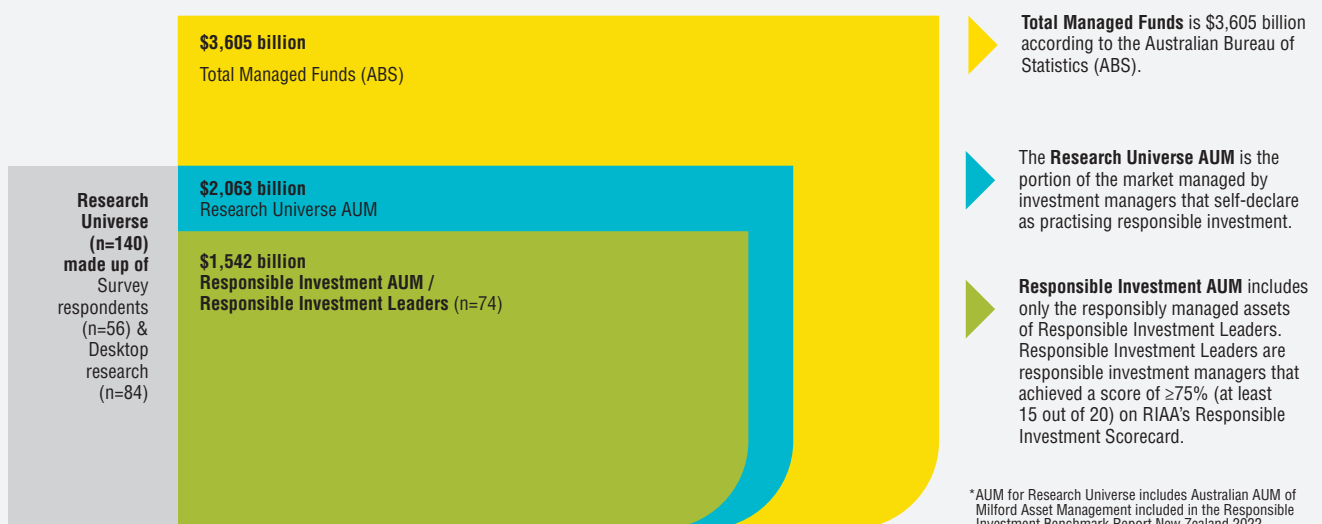 $3,605 billion
Total Managed Funds (ABS)
$2,063 billion
Research Universe AUM
$1,542 billion
Responsible Investment AUM /
Responsible Investment Leaders (n=74)
Research
Universe
(n=140)
made up of
Survey
respondents
(n=56) &
Desktop
research
(n=84)
Total Managed Funds is $3,605 billion
according to the Australian Bureau of
Statistics (ABS).
The Research Universe AUM is the
portion of the market managed by
investment managers that self-declare
as practising responsible investment.
Responsible Investment AUM includes
only the responsibly managed assets
of Responsible Investment Leaders.
Responsible Investment Leaders are
responsible investment managers that
achieved a score of ≥75% (at least
15 out of 20) on RIAA's Responsible
Investment Scorecard.
*AUM for Research Universe includes Australian AUM of
Milford Asset Management included in the Responsible
Investment Benchmark Report New Zealand 2022